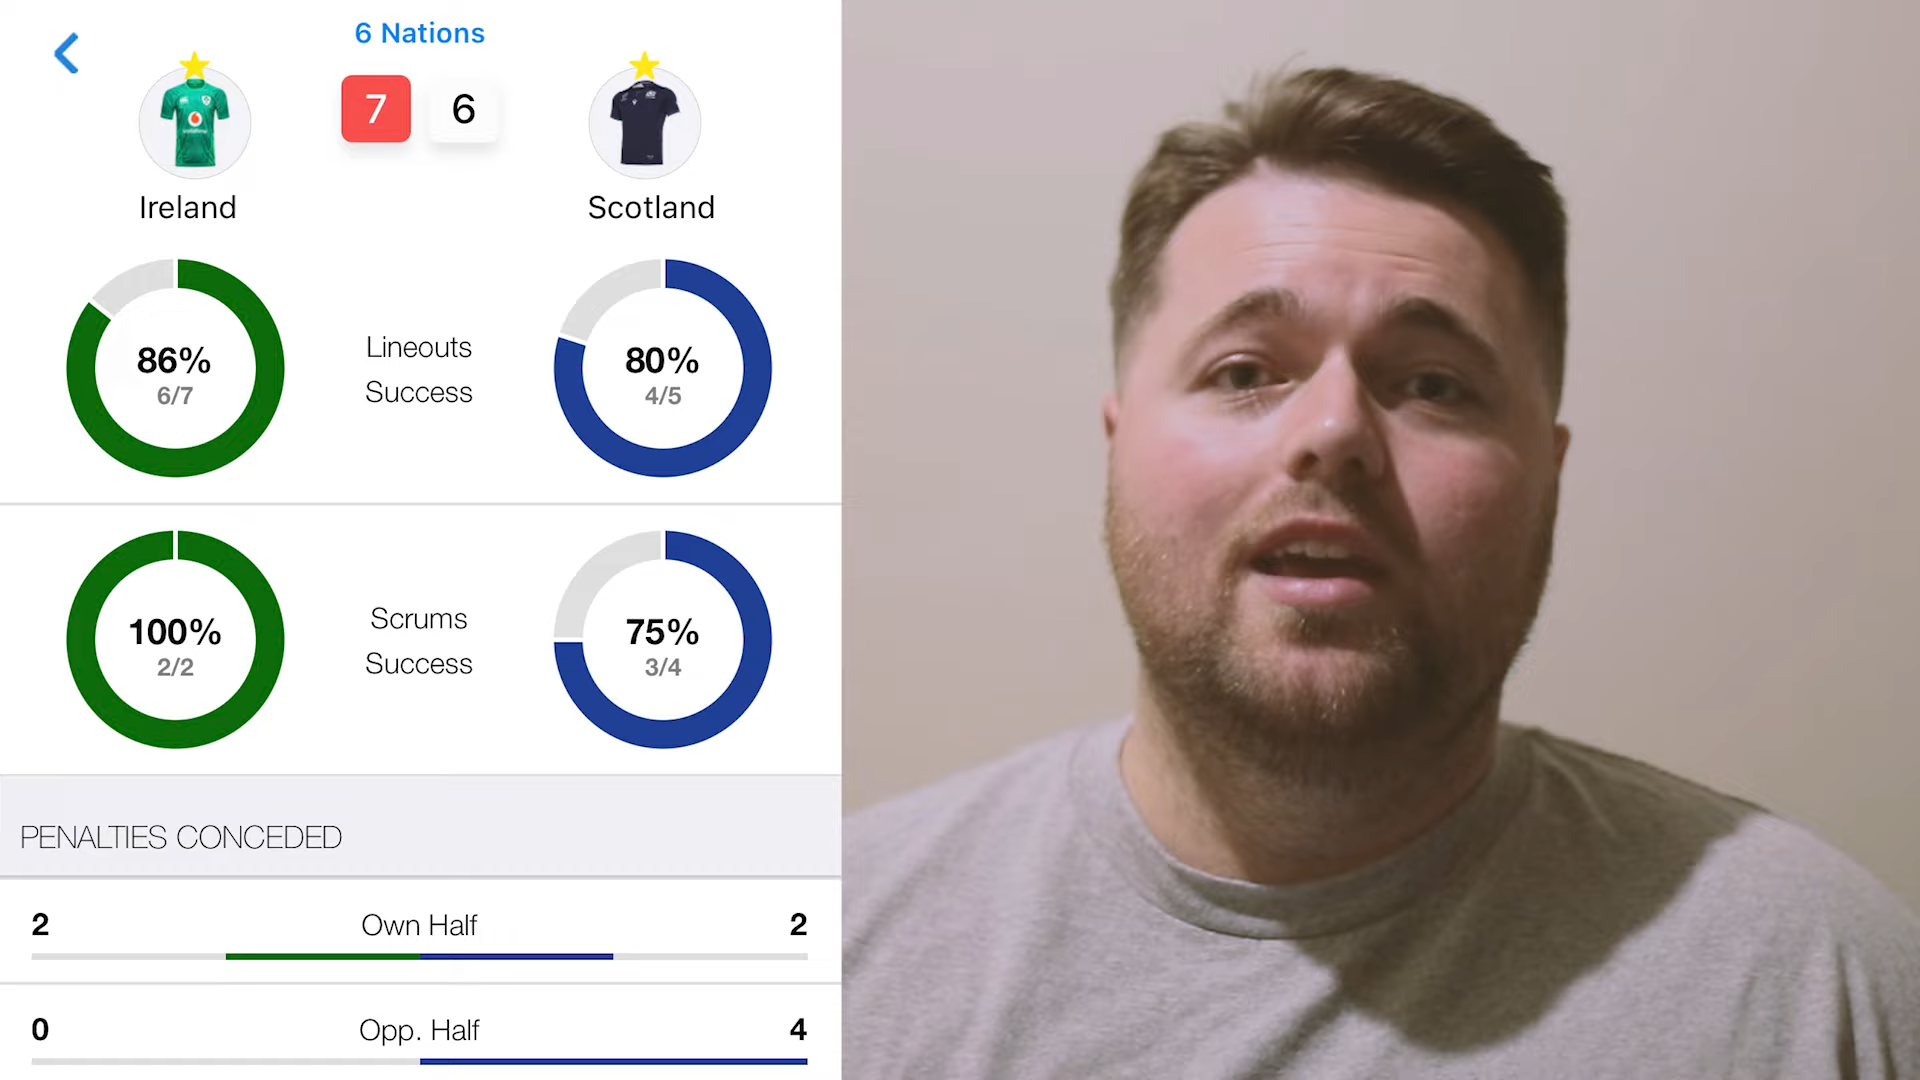 6 Nations
7 6
Ireland Scotland
86% Lineouts 80%
6/7 Success 4/5
100% Scrums 75%
2/2 Success 3/4
PENALTIES CONCEDED
2 Own Half 2
0 Opp. Half 4